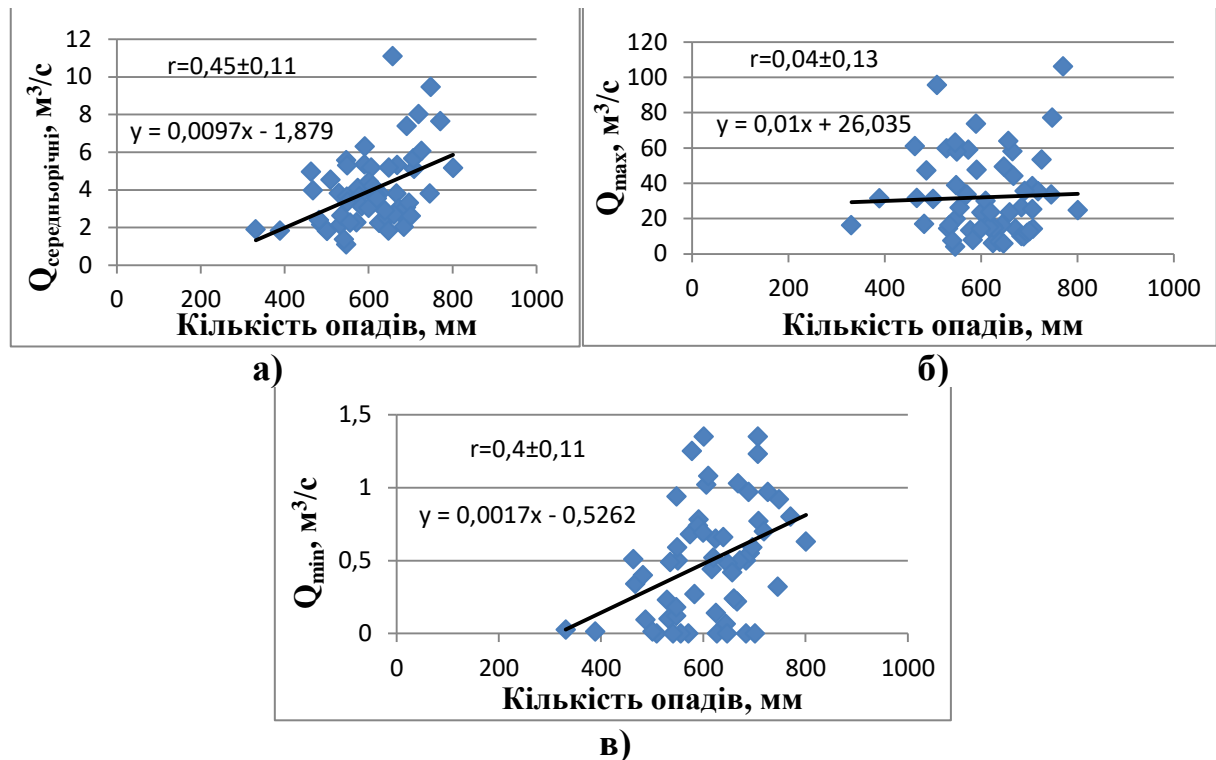 Q середньорічні, м³/с
12
10
8
6
4
2
0
r=0,45±0,11
y = 0,0097x - 1,879
0 200 400 600 800 1000
Кількість опадів, мм
а)
Q max, м³/с
120
100
80
60
40
20
0
r=0,04±0,13
y = 0,01x + 26,035
0 200 400 600 800 1000
Кількість опадів, мм
б)
Q min, м³/с
1,5
1
0,5
0
r=0,4±0,11
y = 0,0017x - 0,5262
0 200 400 600 800 1000
Кількість опадів, мм
в)